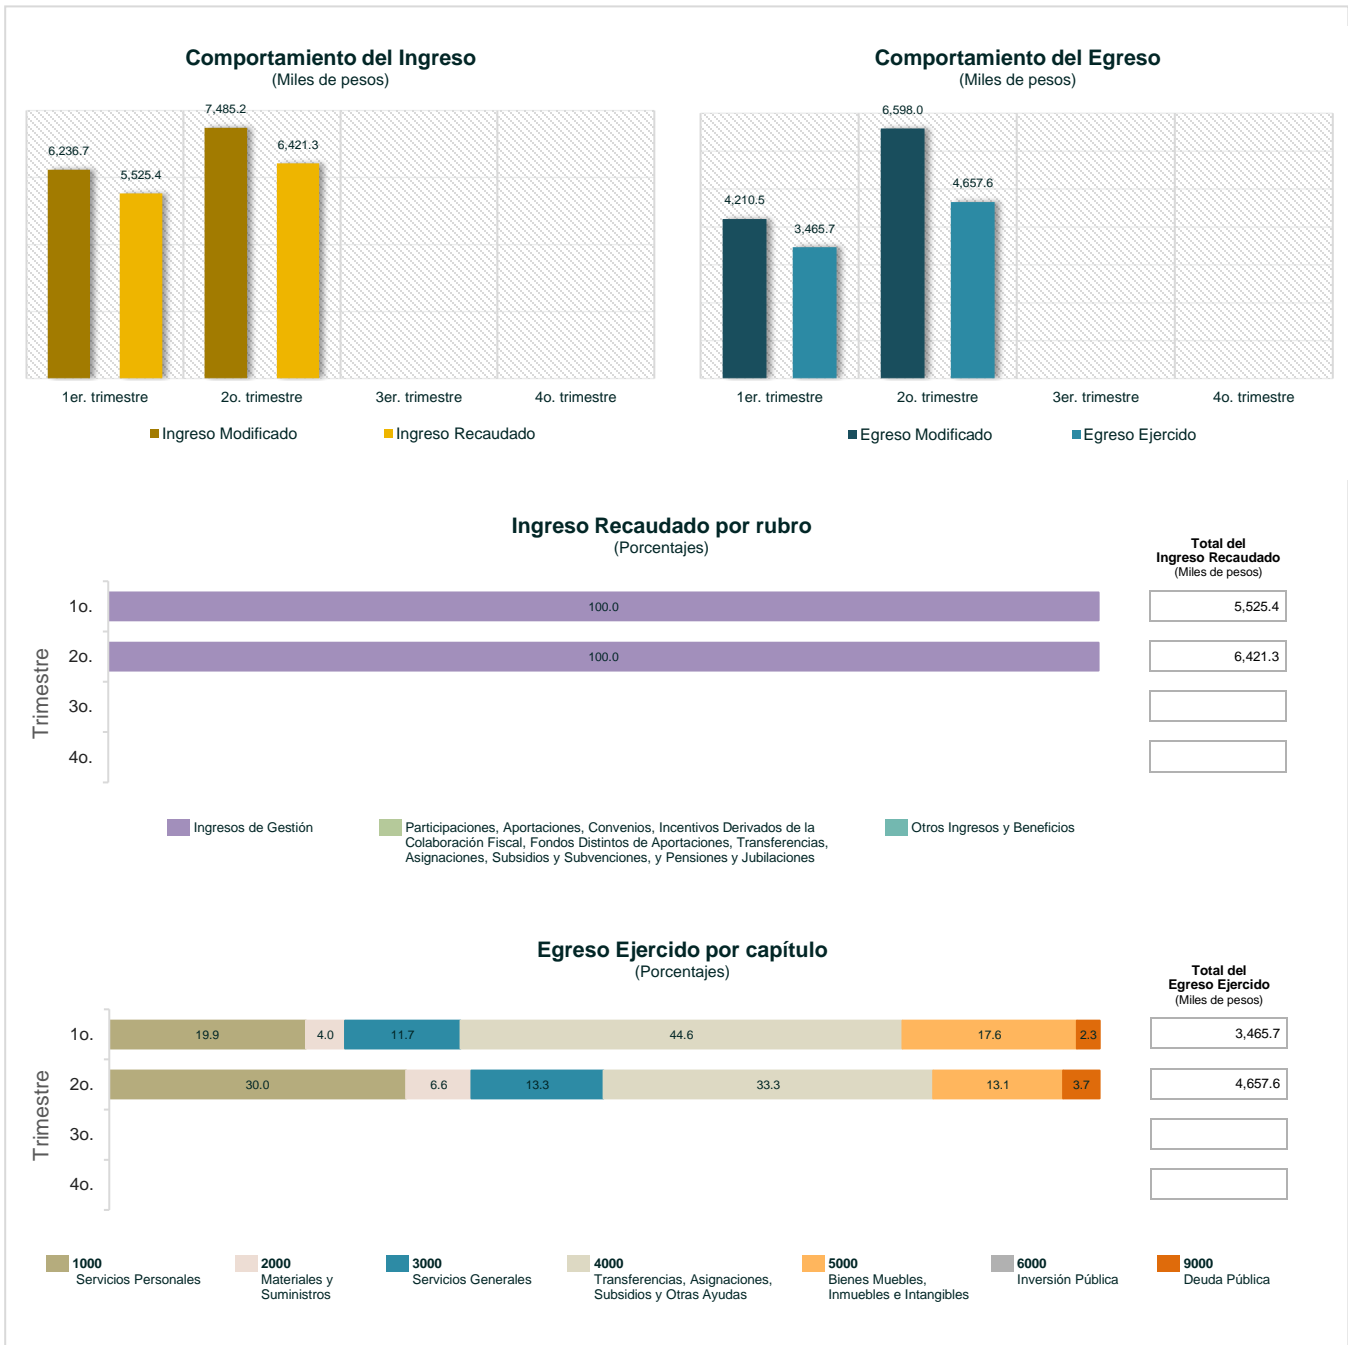 Comportamiento del Ingreso
(Miles de pesos)
6,236.7
5,525.4
7,485.2
6,421.3
1er. trimestre
2o. trimestre
3er. trimestre
4o. trimestre
Ingreso Modificado
Ingreso Recaudado
Comportamiento del Egreso
(Miles de pesos)
4,210.5
3,465.7
6,598.0
4,657.6
1er. trimestre
2o. trimestre
3er. trimestre
4o. trimestre
Egreso Modificado
Egreso Ejercido
Ingreso Recaudado por rubro
(Porcentajes)
Total del
Ingreso Recaudado
(Miles de pesos)
Trimestre
1o.
100.0
5,525.4
2o.
100.0
6,421.3
3o.
4o.
Ingresos de Gestión
Participaciones, Aportaciones, Convenios, Incentivos Derivados de la
Colaboración Fiscal, Fondos Distintos de Aportaciones, Transferencias,
Asignaciones, Subsidios y Subvenciones, y Pensiones y Jubilaciones
Otros Ingresos y Beneficios
Egreso Ejercido por capítulo
(Porcentajes)
Total del
Egreso Ejercido
(Miles de pesos)
Trimestre
1o.
19.9
4.0
11.7
44.6
17.6
2.3
3,465.7
2o.
30.0
6.6
13.3
33.3
13.1
3.7
4,657.6
3o.
4o.
1000
Servicios Personales
2000
Materiales y
Suministros
3000
Servicios Generales
4000
Transferencias, Asignaciones,
Subsidios y Otras Ayudas
5000
Bienes Muebles,
Inmuebles e Intangibles
6000
Inversión Pública
9000
Deuda Pública